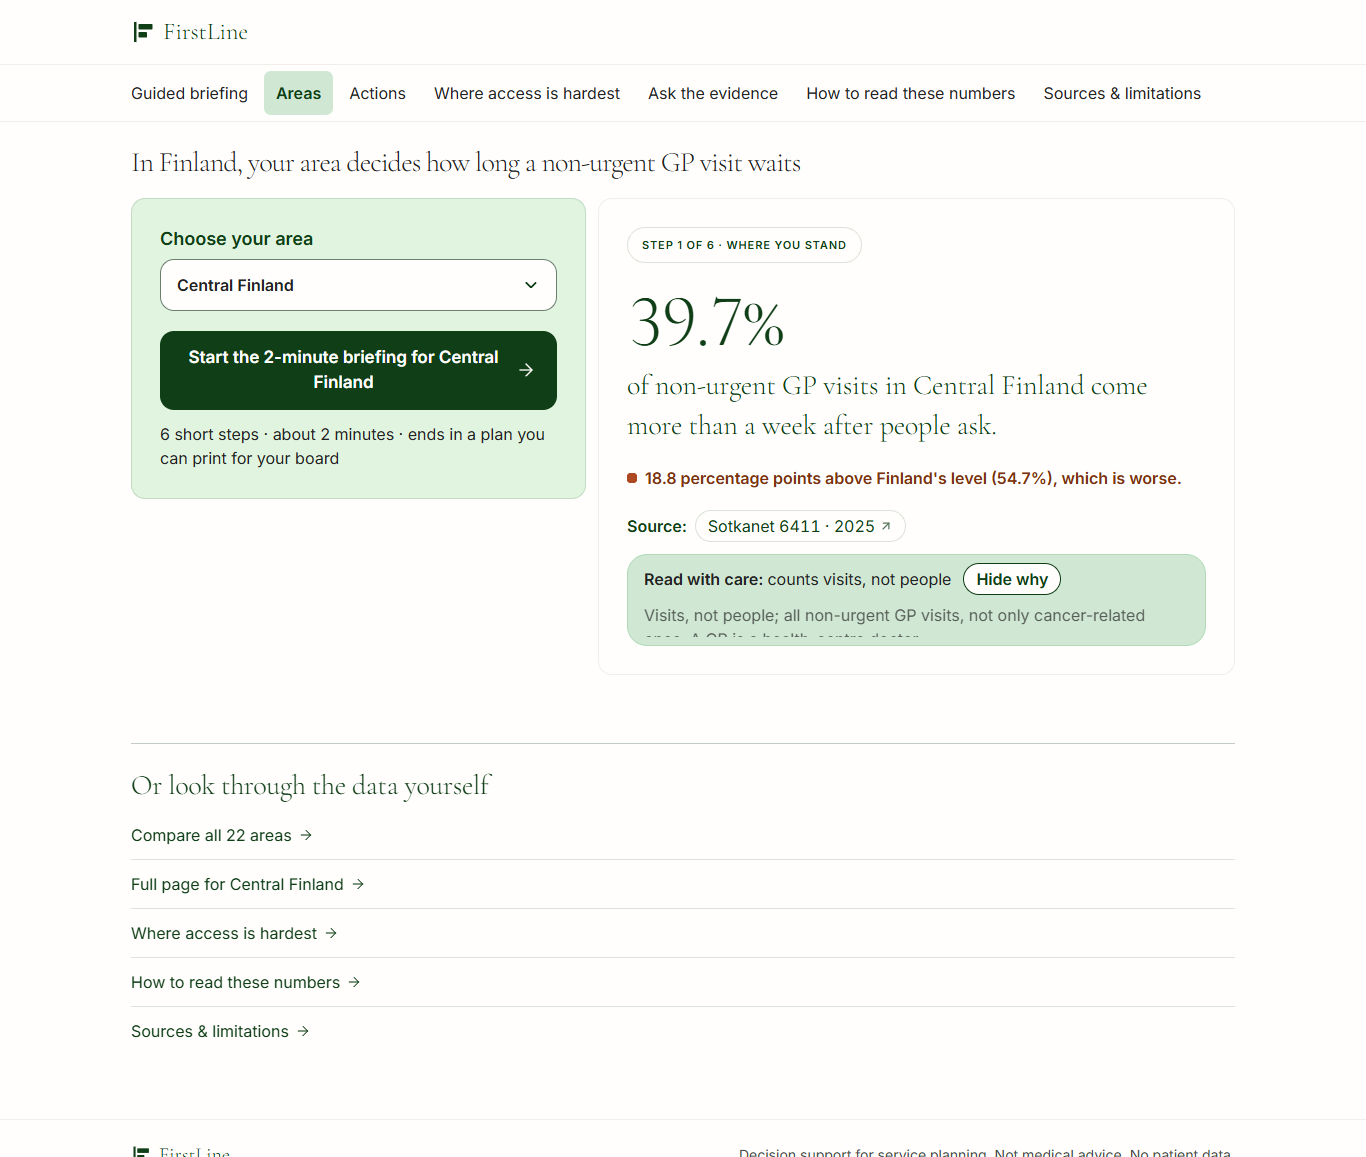 FirstLine
Guided briefing
Areas
Actions
Where access is hardest
Ask the evidence
How to read these numbers
Sources & limitations
In Finland, your area decides how long a non-urgent GP visit waits
Choose your area
Central Finland
Start the 2-minute briefing for Central
Finland
6 short steps · about 2 minutes · ends in a plan you
can print for your board
STEP 1 OF 6 · WHERE YOU STAND
39.7%
of non-urgent GP visits in Central Finland come
more than a week after people ask.
18.8 percentage points above Finland's level (54.7%), which is worse.
Source: Sotkanet 6411 · 2025
Read with care: counts visits, not people Hide why
Visits, not people; all non-urgent GP visits, not only cancer-related
ones. A GP is a health-centre doctor.
Or look through the data yourself
Compare all 22 areas
Full page for Central Finland
Where access is hardest
How to read these numbers
Sources & limitations
FirstLine
Decision support for service planning. Not medical advice. No patient data.